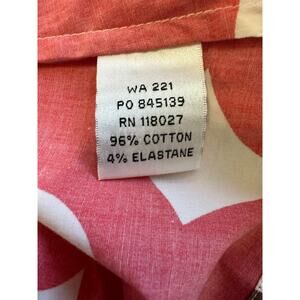 WA 221
PO 845139
RN 118027
96% COTTON
4% ELASTANE